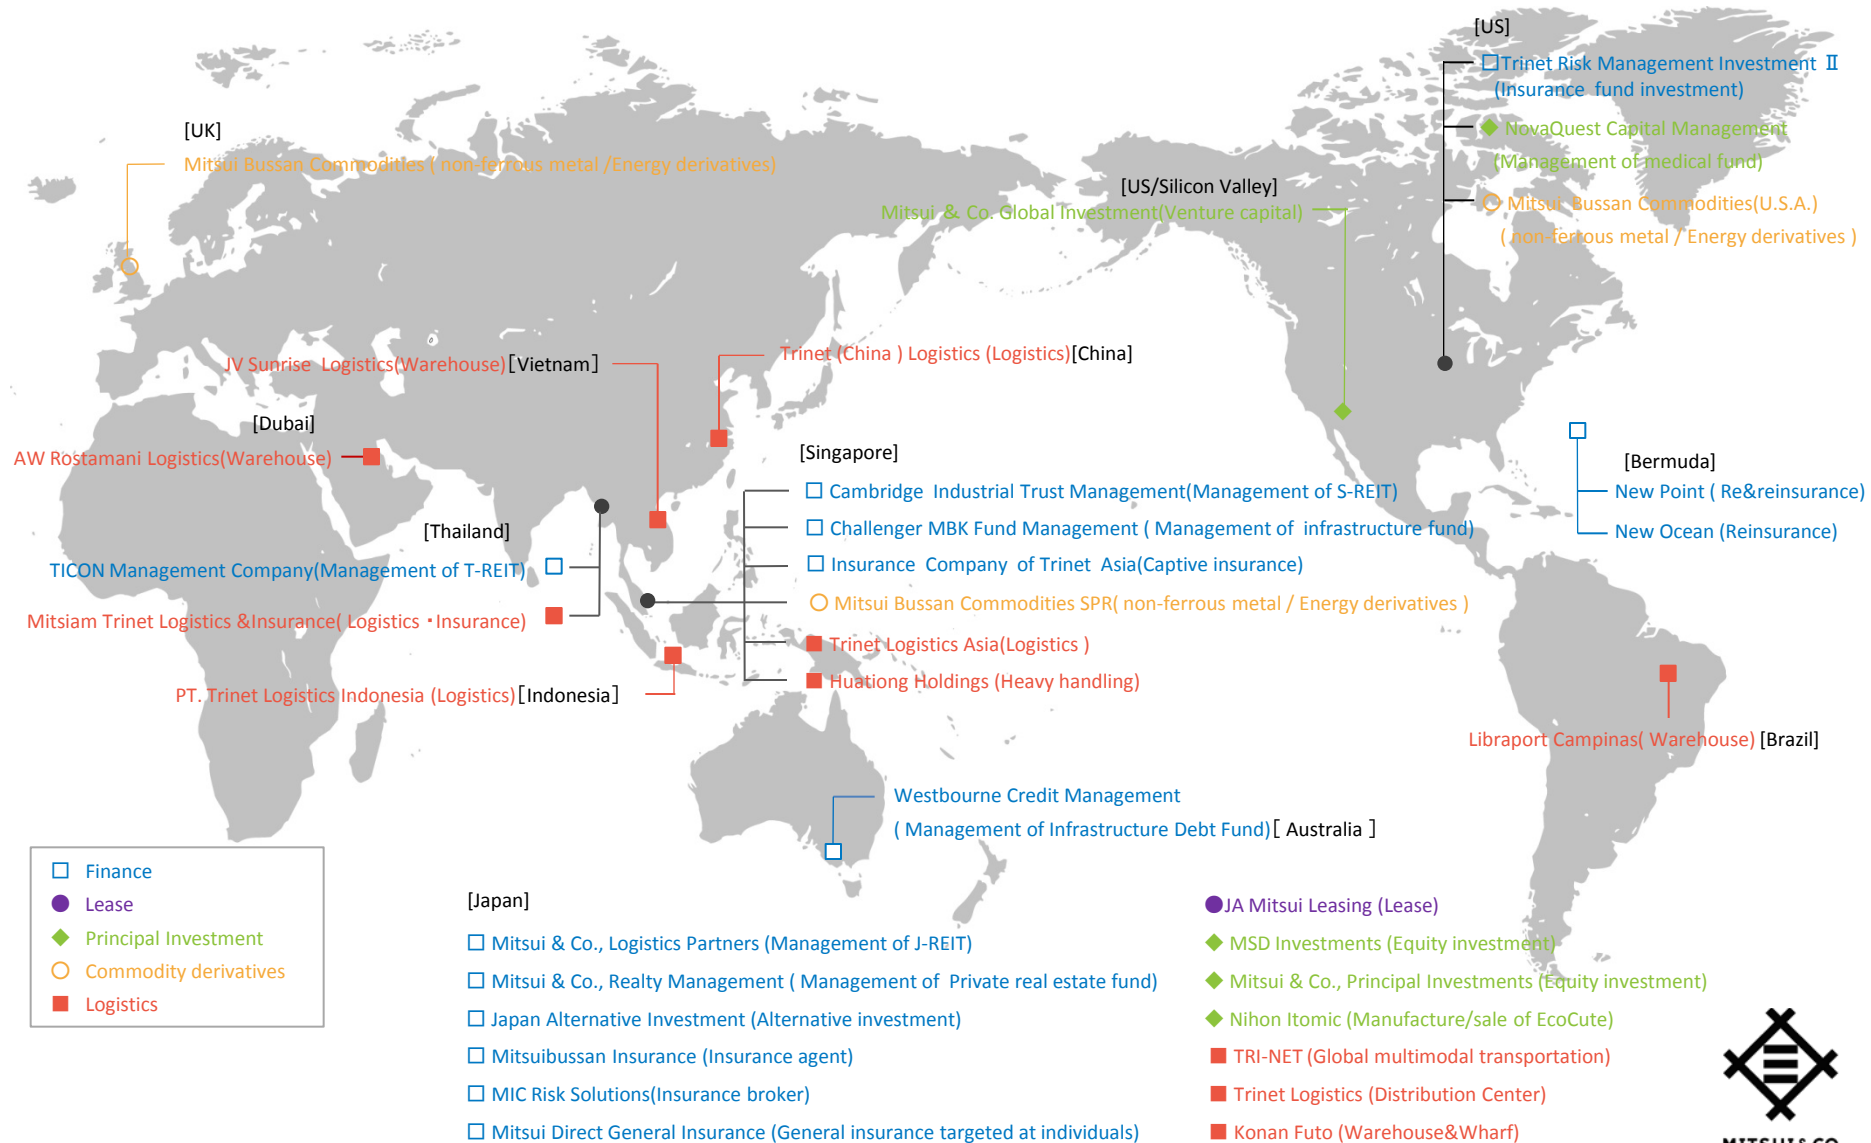 [US]
Trinet Risk Management Investment Ⅱ
(Insurance fund investment)
[UK]
NovaQuest Capital Management
Mitsui Bussan Commodities ( non-ferrous metal /Energy derivatives)
(Management of medical fund)
[US/Silicon Valley]
Mitsui & Co. Global Investment(Venture capital)
Mitsui Bussan Commodities(U.S.A.)
( non-ferrous metal / Energy derivatives )
JV Sunrise Logistics(Warehouse) [Vietnam]
Trinet (China ) Logistics (Logistics)[China]
[Dubai]
AW Rostamani Logistics(Warehouse)
[Singapore]
Cambridge Industrial Trust Management(Management of S-REIT)
Challenger MBK Fund Management ( Management of infrastructure fund)
Insurance Company of Trinet Asia(Captive insurance)
Mitsui Bussan Commodities SPR( non-ferrous metal / Energy derivatives )
Trinet Logistics Asia(Logistics )
Huationg Holdings (Heavy handling)
[Bermuda]
New Point ( Re&reinsurance)
New Ocean (Reinsurance)
[Thailand]
TICON Management Company(Management of T-REIT)
Mitsiam Trinet Logistics &Insurance( Logistics・Insurance)
PT. Trinet Logistics Indonesia (Logistics) [Indonesia]
Libraport Campinas( Warehouse) [Brazil]
Westbourne Credit Management
( Management of Infrastructure Debt Fund) [ Australia ]
Finance
Lease
Principal Investment
Commodity derivatives
Logistics
[Japan]
Mitsui & Co., Logistics Partners (Management of J-REIT)
Mitsui & Co., Realty Management ( Management of Private real estate fund)
Japan Alternative Investment (Alternative investment)
Mitsuibussan Insurance (Insurance agent)
MIC Risk Solutions(Insurance broker)
Mitsui Direct General Insurance (General insurance targeted at individuals)
JA Mitsui Leasing (Lease)
MSD Investments (Equity investment)
Mitsui & Co., Principal Investments (Equity investment)
Nihon Itomic (Manufacture/sale of EcoCute)
TRI-NET (Global multimodal transportation)
Trinet Logistics (Distribution Center)
Konan Futo (Warehouse&Wharf)
MITSUI & CO